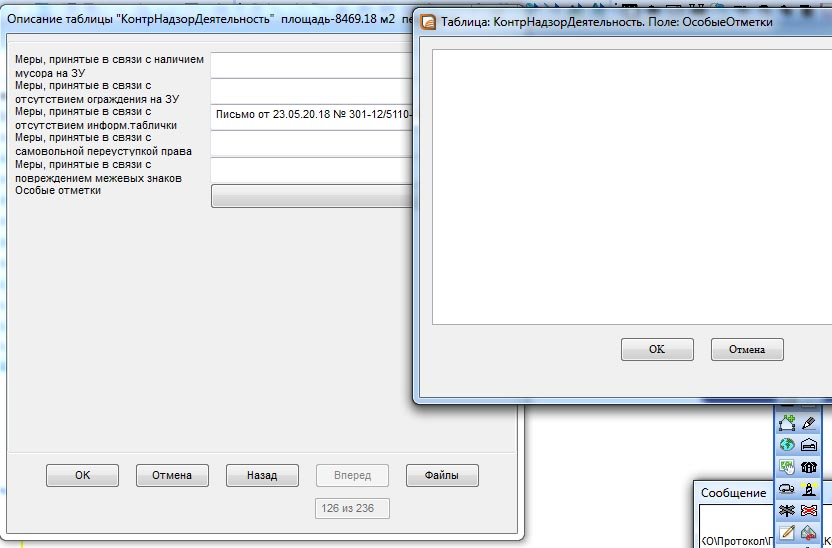 Описание таблицы "КонтрНадзорДеятельность" площадь-8469.18 м2
Таблица: КонтрНадзорДеятельность. Поле: ОсобыеОтметки
Меры, принятые в связи с наличием
мусора на ЗУ
Меры, принятые в связи с
отсутствием ограждения на ЗУ
Меры, принятые в связи с
отсутствием информ.таблички
Письмо от 23.05.20.18 № 301-12/5110-
Меры, принятые в связи с
самовольной переуступкой права
Меры, принятые в связи с
повреждением межевых знаков
Особые отметки
OK
Отмена
OK
Отмена
Назад
Вперед
Файлы
126 из 236
Сообщение
КО\Протокол\П